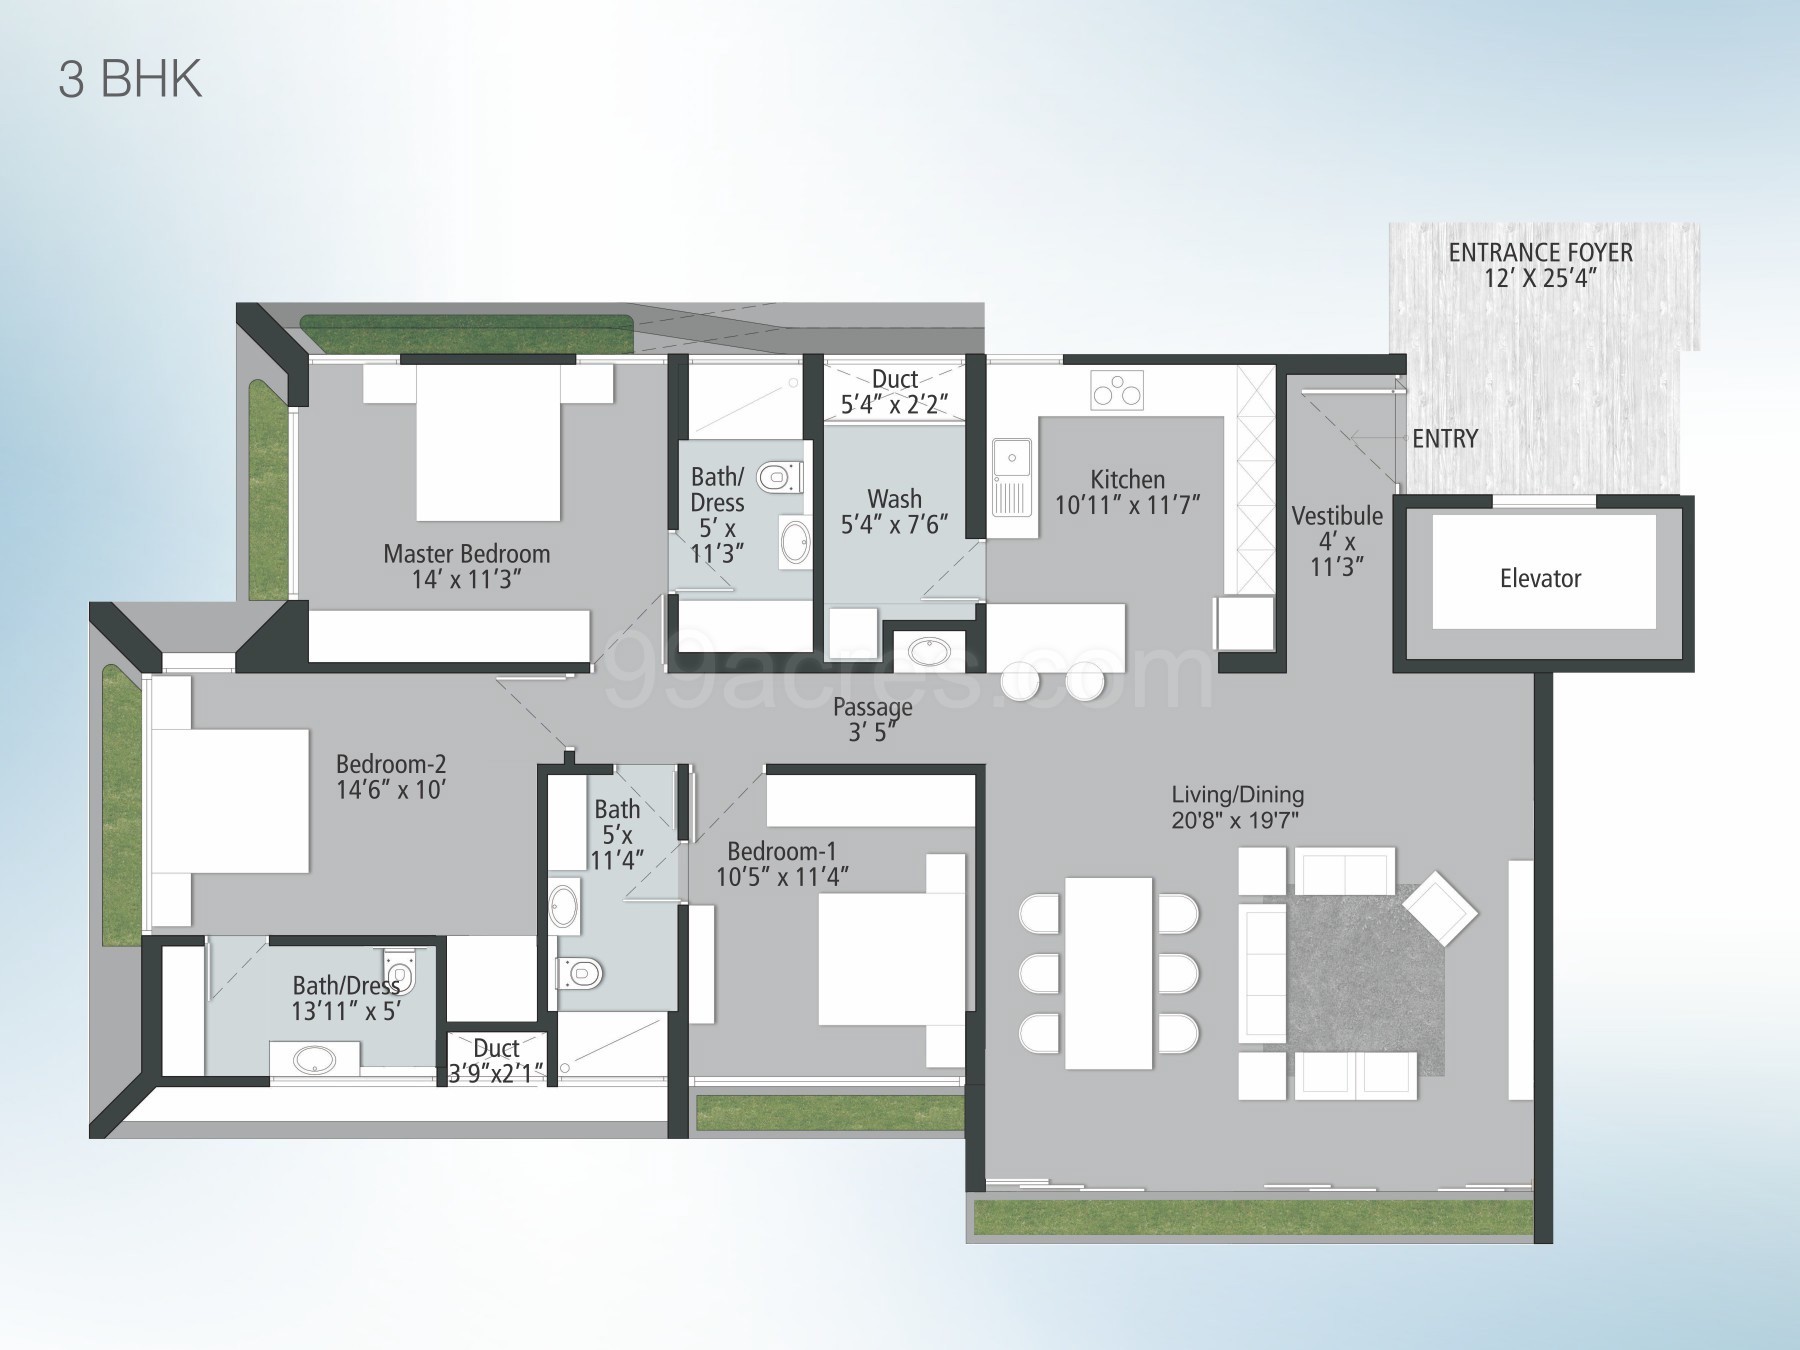 3 BHK
ENTRANCE FOYER
12’ X 25’4”
Duct
5’4” x 2’2”
ENTRY
Bath/
Dress
5’ x
11’3”
Wash
5’4” x 7’6”
Kitchen
10’11” x 11’7”
Vestibule
4’ x
11’3”
Master Bedroom
14’ x 11’3”
Elevator
99acres.com
Passage
3’ 5”
Bedroom-2
14’6” x 10’
Bath
5’x
11’4”
Bedroom-1
10’5” x 11’4”
Living/Dining
20'8" x 19'7"
Bath/Dress
13’11” x 5’
Duct
3’9”x2’1”